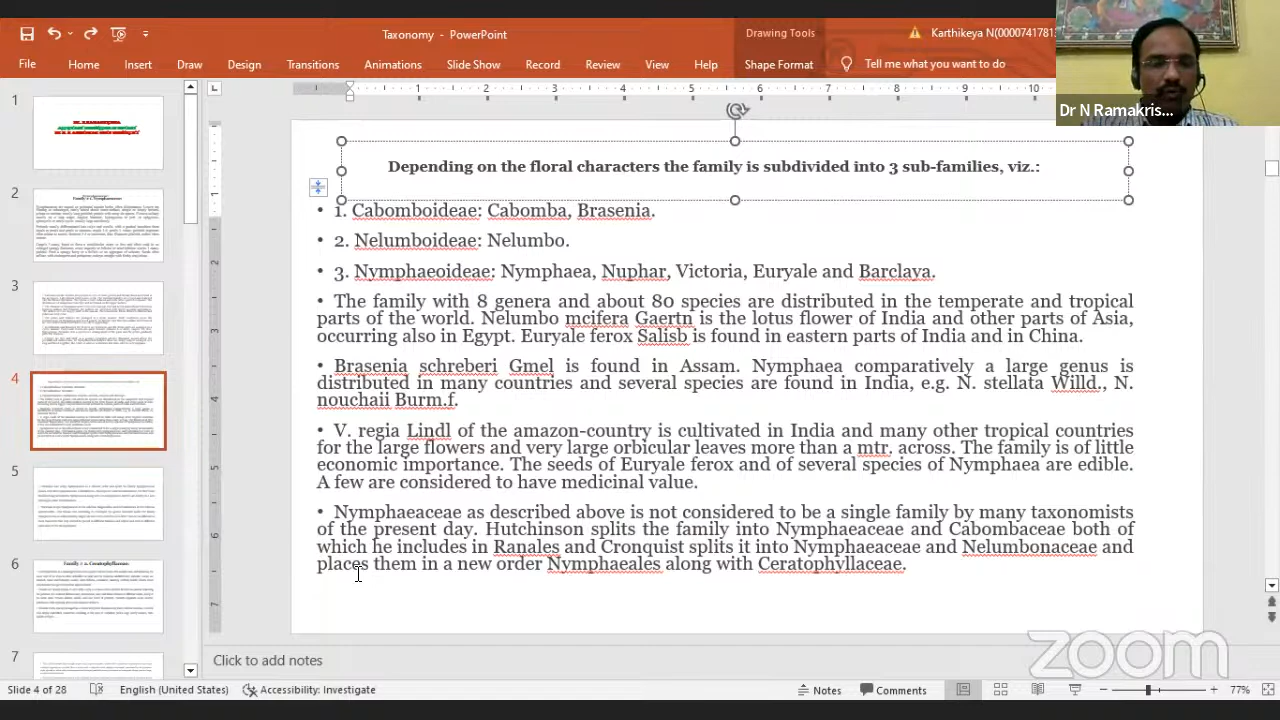 Taxonomy - PowerPoint
Drawing Tools
Karthikeya N(0000741781
File Home Insert Draw Design Transitions Animations Slide Show Record Review View Help Shape Format Tell me what you want to do
Dr N Ramakris...
1
2
3
4
5
6
7
Family # 2. Ceratophyllaceae
Depending on the floral characters the family is subdivided into 3 sub-families, viz.:
• 1. Cabomboideae: Cabomba, Brasenia.
• 2. Nelumboideae: Nelumbo.
• 3. Nymphaeoideae: Nymphaea, Nuphar, Victoria, Euryale and Barclaya.
• The family with 8 genera and about 80 species are distributed in the temperate and tropical
parts of the world. Nelumbo mcifera Gaertn is the lotus flower of India and other parts of Asia,
occurring also in Egypt. Euryale ferox Salisb is found in eastern parts of India and in China.
• Brasenia schrebari Gmel is found in Assam. Nymphaea comparatively a large genus is
distributed in many countries and several species are found in India, e.g. N. stellata Willd., N.
nouchaii Burm.f.
• V. regia Lindl of the amazon-country is cultivated in India and many other tropical countries
for the large flowers and very large orbicular leaves more than a mtr. across. The family is of little
economic importance. The seeds of Euryale ferox and of several species of Nymphaea are edible.
A few are considered to have medicinal value.
• Nymphaeaceae as described above is not considered to be a single family by many taxonomists
of the present day. Hutchinson splits the family into Nymphaeaceae and Cabombaceae both of
which he includes in Ranales and Cronquist splits it into Nymphaeaceae and Nelumbonaceae and
places them in a new order Nymphaeales along with Ceratophyllaceae.
Click to add notes
zoom
Slide 4 of 28 English (United States) Accessibility: Investigate Notes Comments 77%